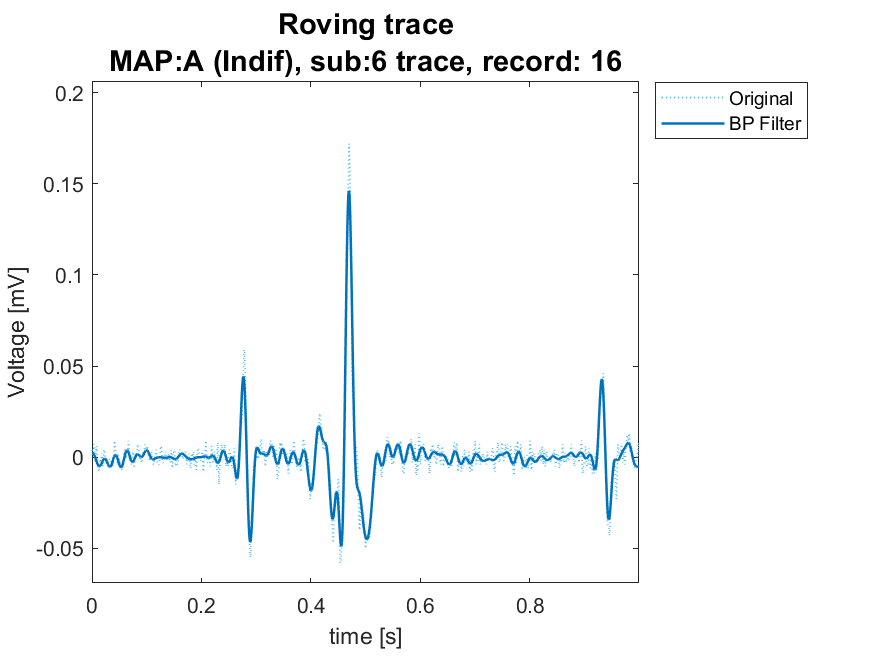 Roving trace
MAP:A (Indif), sub:6 trace, record: 16
Original
BP Filter
0.2
0.15
0.1
0.05
0
-0.05
Voltage [mV]
0
0.2
0.4
0.6
0.8
time [s]